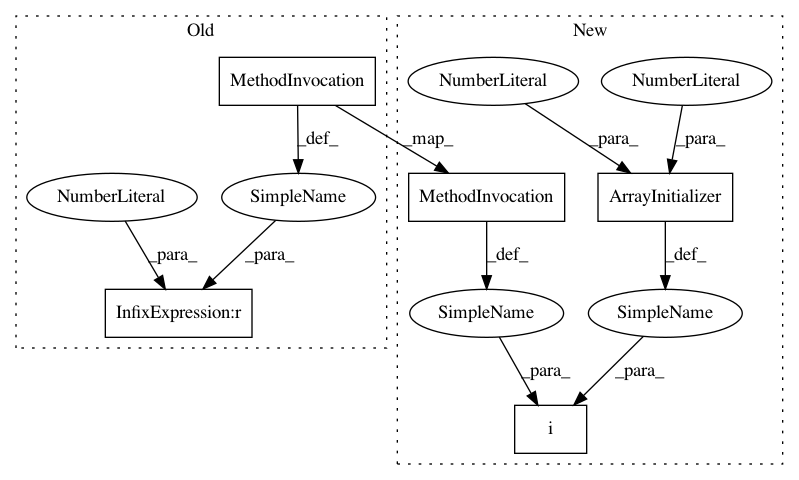 Old
New
MethodInvocation
NumberLiteral
NumberLiteral
_def_
_map_
_para_
_para_
NumberLiteral
SimpleName
MethodInvocation
ArrayInitializer
_para_
_para_
_def_
_def_
InfixExpression:r
SimpleName
SimpleName
_para_
_para_
i